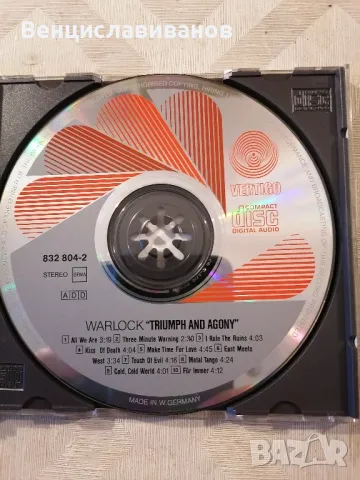 Венциславиванов
VERTIGO
COMPACT
disc
DIGITAL AUDIO
832 804-2
STEREO GEMA
ADD
WARLOCK "TRIUMPH AND AGONY"
1 All We Are 3:19 2 Three Minute Warning 2:30 3 I Rule The Ruins 4:03
4 Kiss Of Death 4:04 5 Make Time For Love 4:45 6 East Meets
West 3:34 7 Touch Of Evil 4:16 8 Metal Tango 4:24
9 Cold, Cold World 4:01 10 Für Immer 4:12
MADE IN W. GERMANY
BAZAR